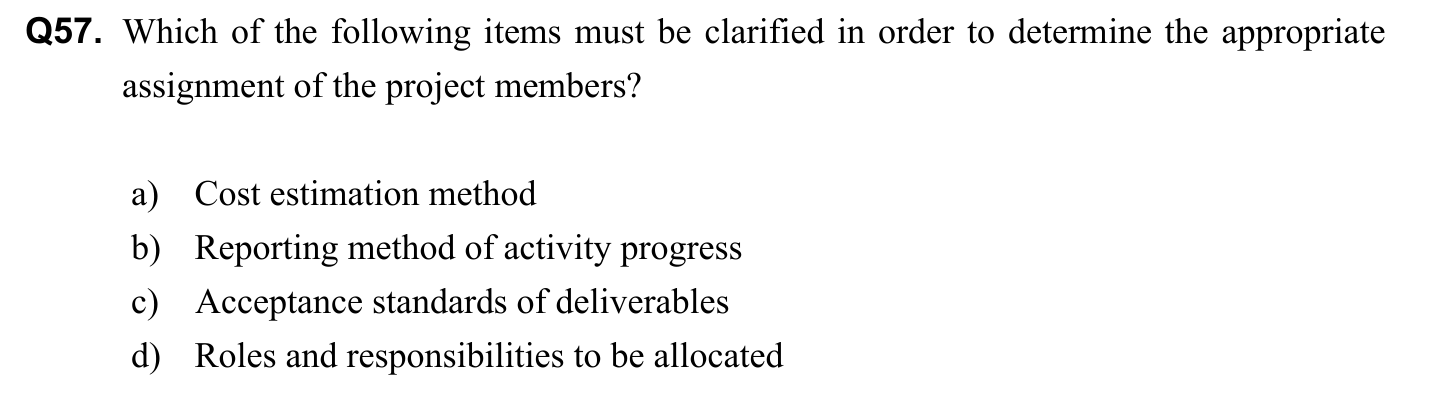 Q57. Which of the following items must be clarified in order to determine the appropriate
assignment of the project members?
a) Cost estimation method
b) Reporting method of activity progress
c) Acceptance standards of deliverables
d) Roles and responsibilities to be allocated